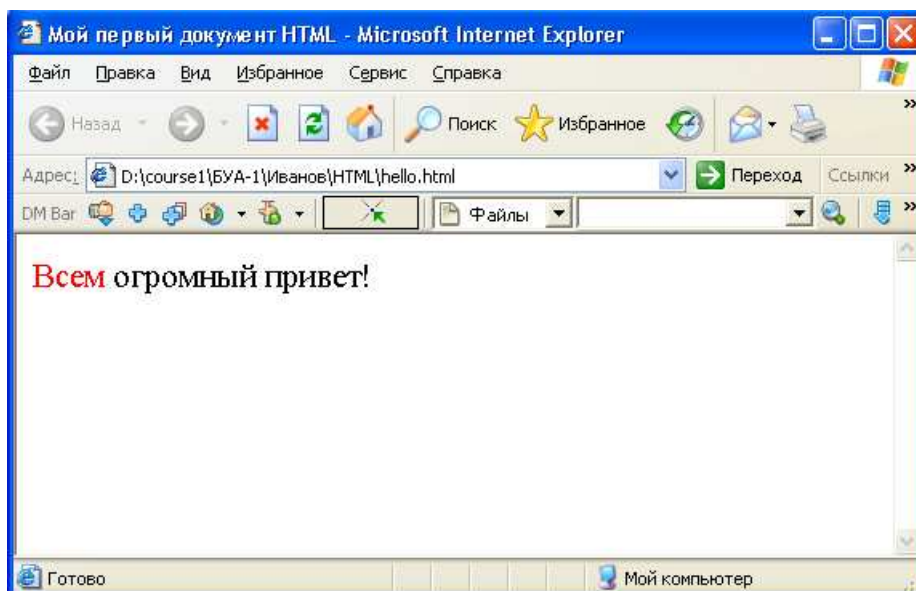 Мой первый документ HTML - Microsoft Internet Explorer
Файл Правка Вид Избранное Сервис Справка
Назад Поиск Избранное »
Адрес: D:\course1\БУА-1\Иванов\HTML\hello.html Переход Ссылки »
DM Bar Файлы »
Всем огромный привет!
Готово Мой компьютер